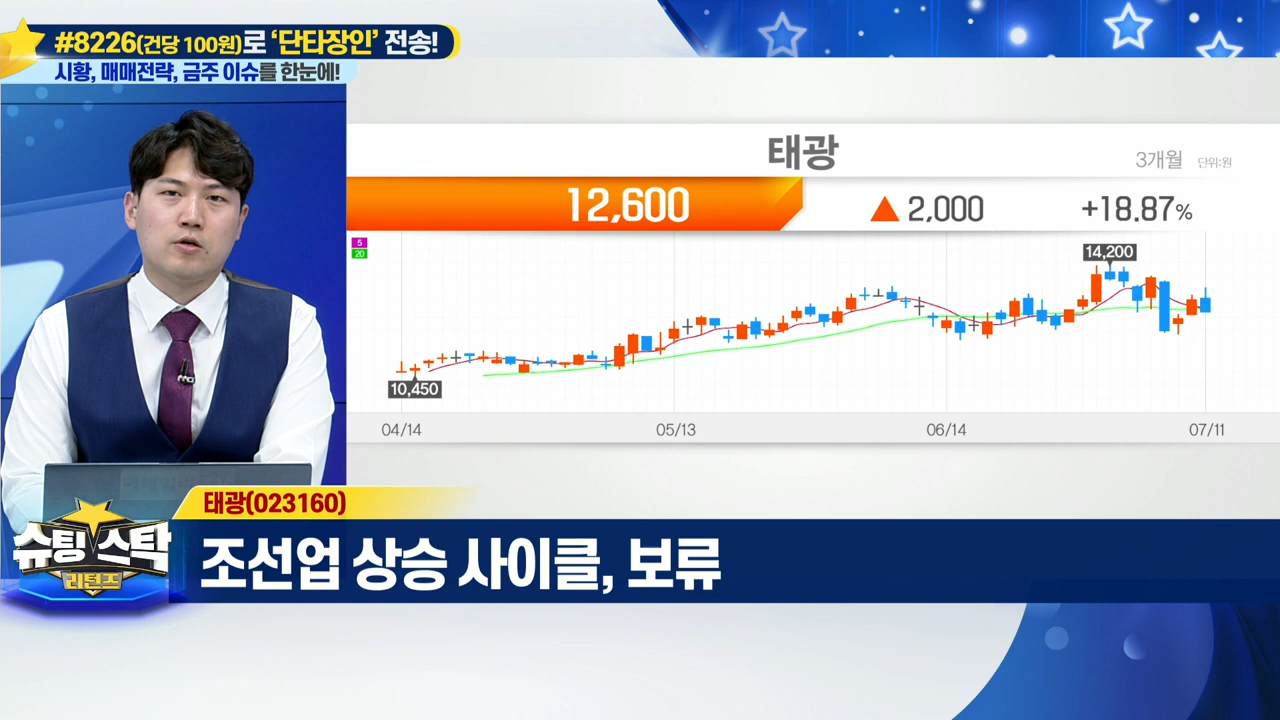 #8226(건당 100원)로 '단타장인' 전송!
시황, 매매전략, 금주 이슈를 한눈에!
태광
3개월 단위:원
12,600 ▲ 2,000 +18.87%
5
20
14,200
10,450
04/14 05/13 06/14 07/11
태광(023160)
조선업 상승 사이클, 보류
슈팅스탁
리턴즈